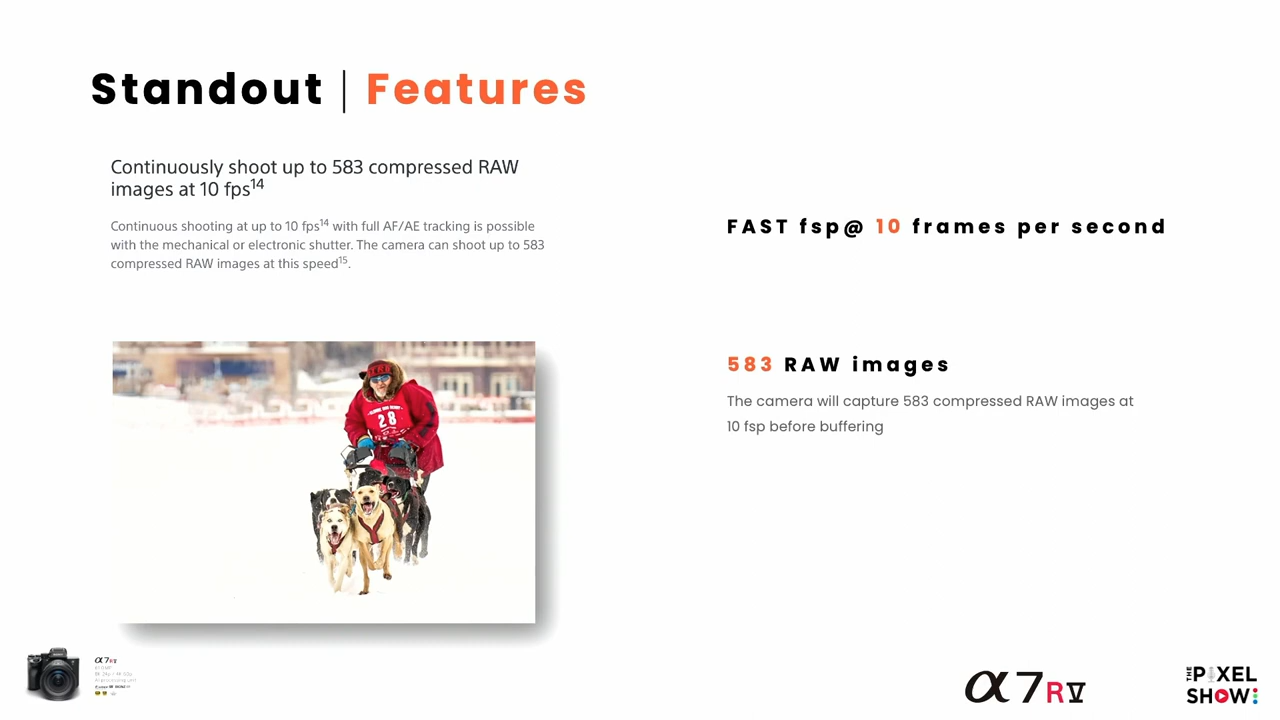 Standout | Features
Continuously shoot up to 583 compressed RAW
images at 10 fps14
Continuous shooting at up to 10 fps14 with full AF/AE tracking is possible
with the mechanical or electronic shutter. The camera can shoot up to 583
compressed RAW images at this speed15.
FAST fsp@ 10 frames per second
583 RAW images
The camera will capture 583 compressed RAW images at
10 fsp before buffering
28
α7RV
α7RV
THE PIXEL
SHOW